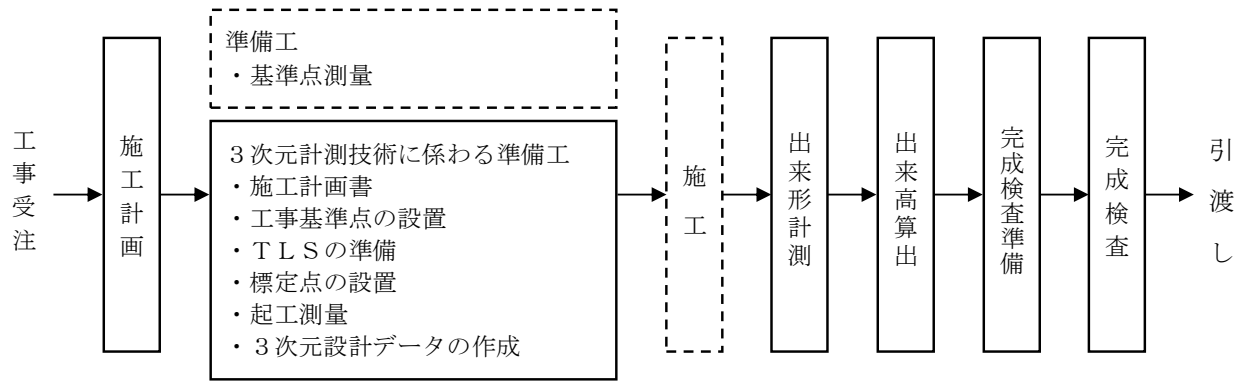 工事受注
施工計画
準備工
・基準点測量
３次元計測技術に係わる準備工
・施工計画書
・工事基準点の設置
・ＴＬＳの準備
・標定点の設置
・起工測量
・３次元設計データの作成
施工
出来形計測
出来高算出
完成検査準備
完成検査
引渡し